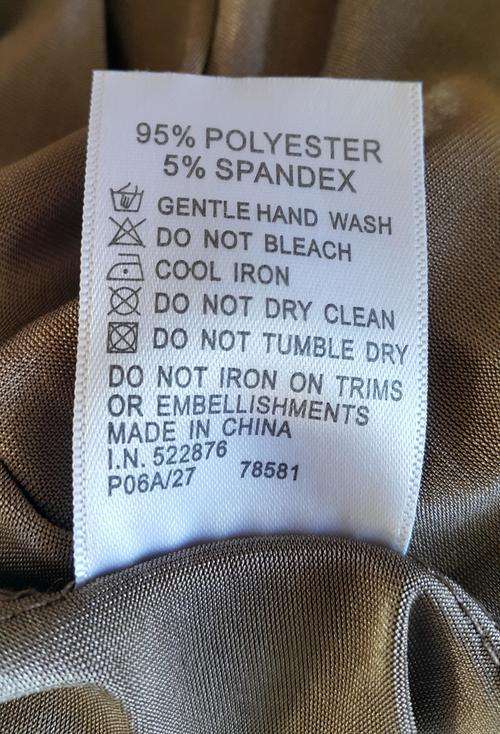 95% POLYESTER
5% SPANDEX
GENTLE HAND WASH
DO NOT BLEACH
COOL IRON
DO NOT DRY CLEAN
DO NOT TUMBLE DRY
DO NOT IRON ON TRIMS
OR EMBELLISHMENTS
MADE IN CHINA
I.N. 522876
P06A/27 78581